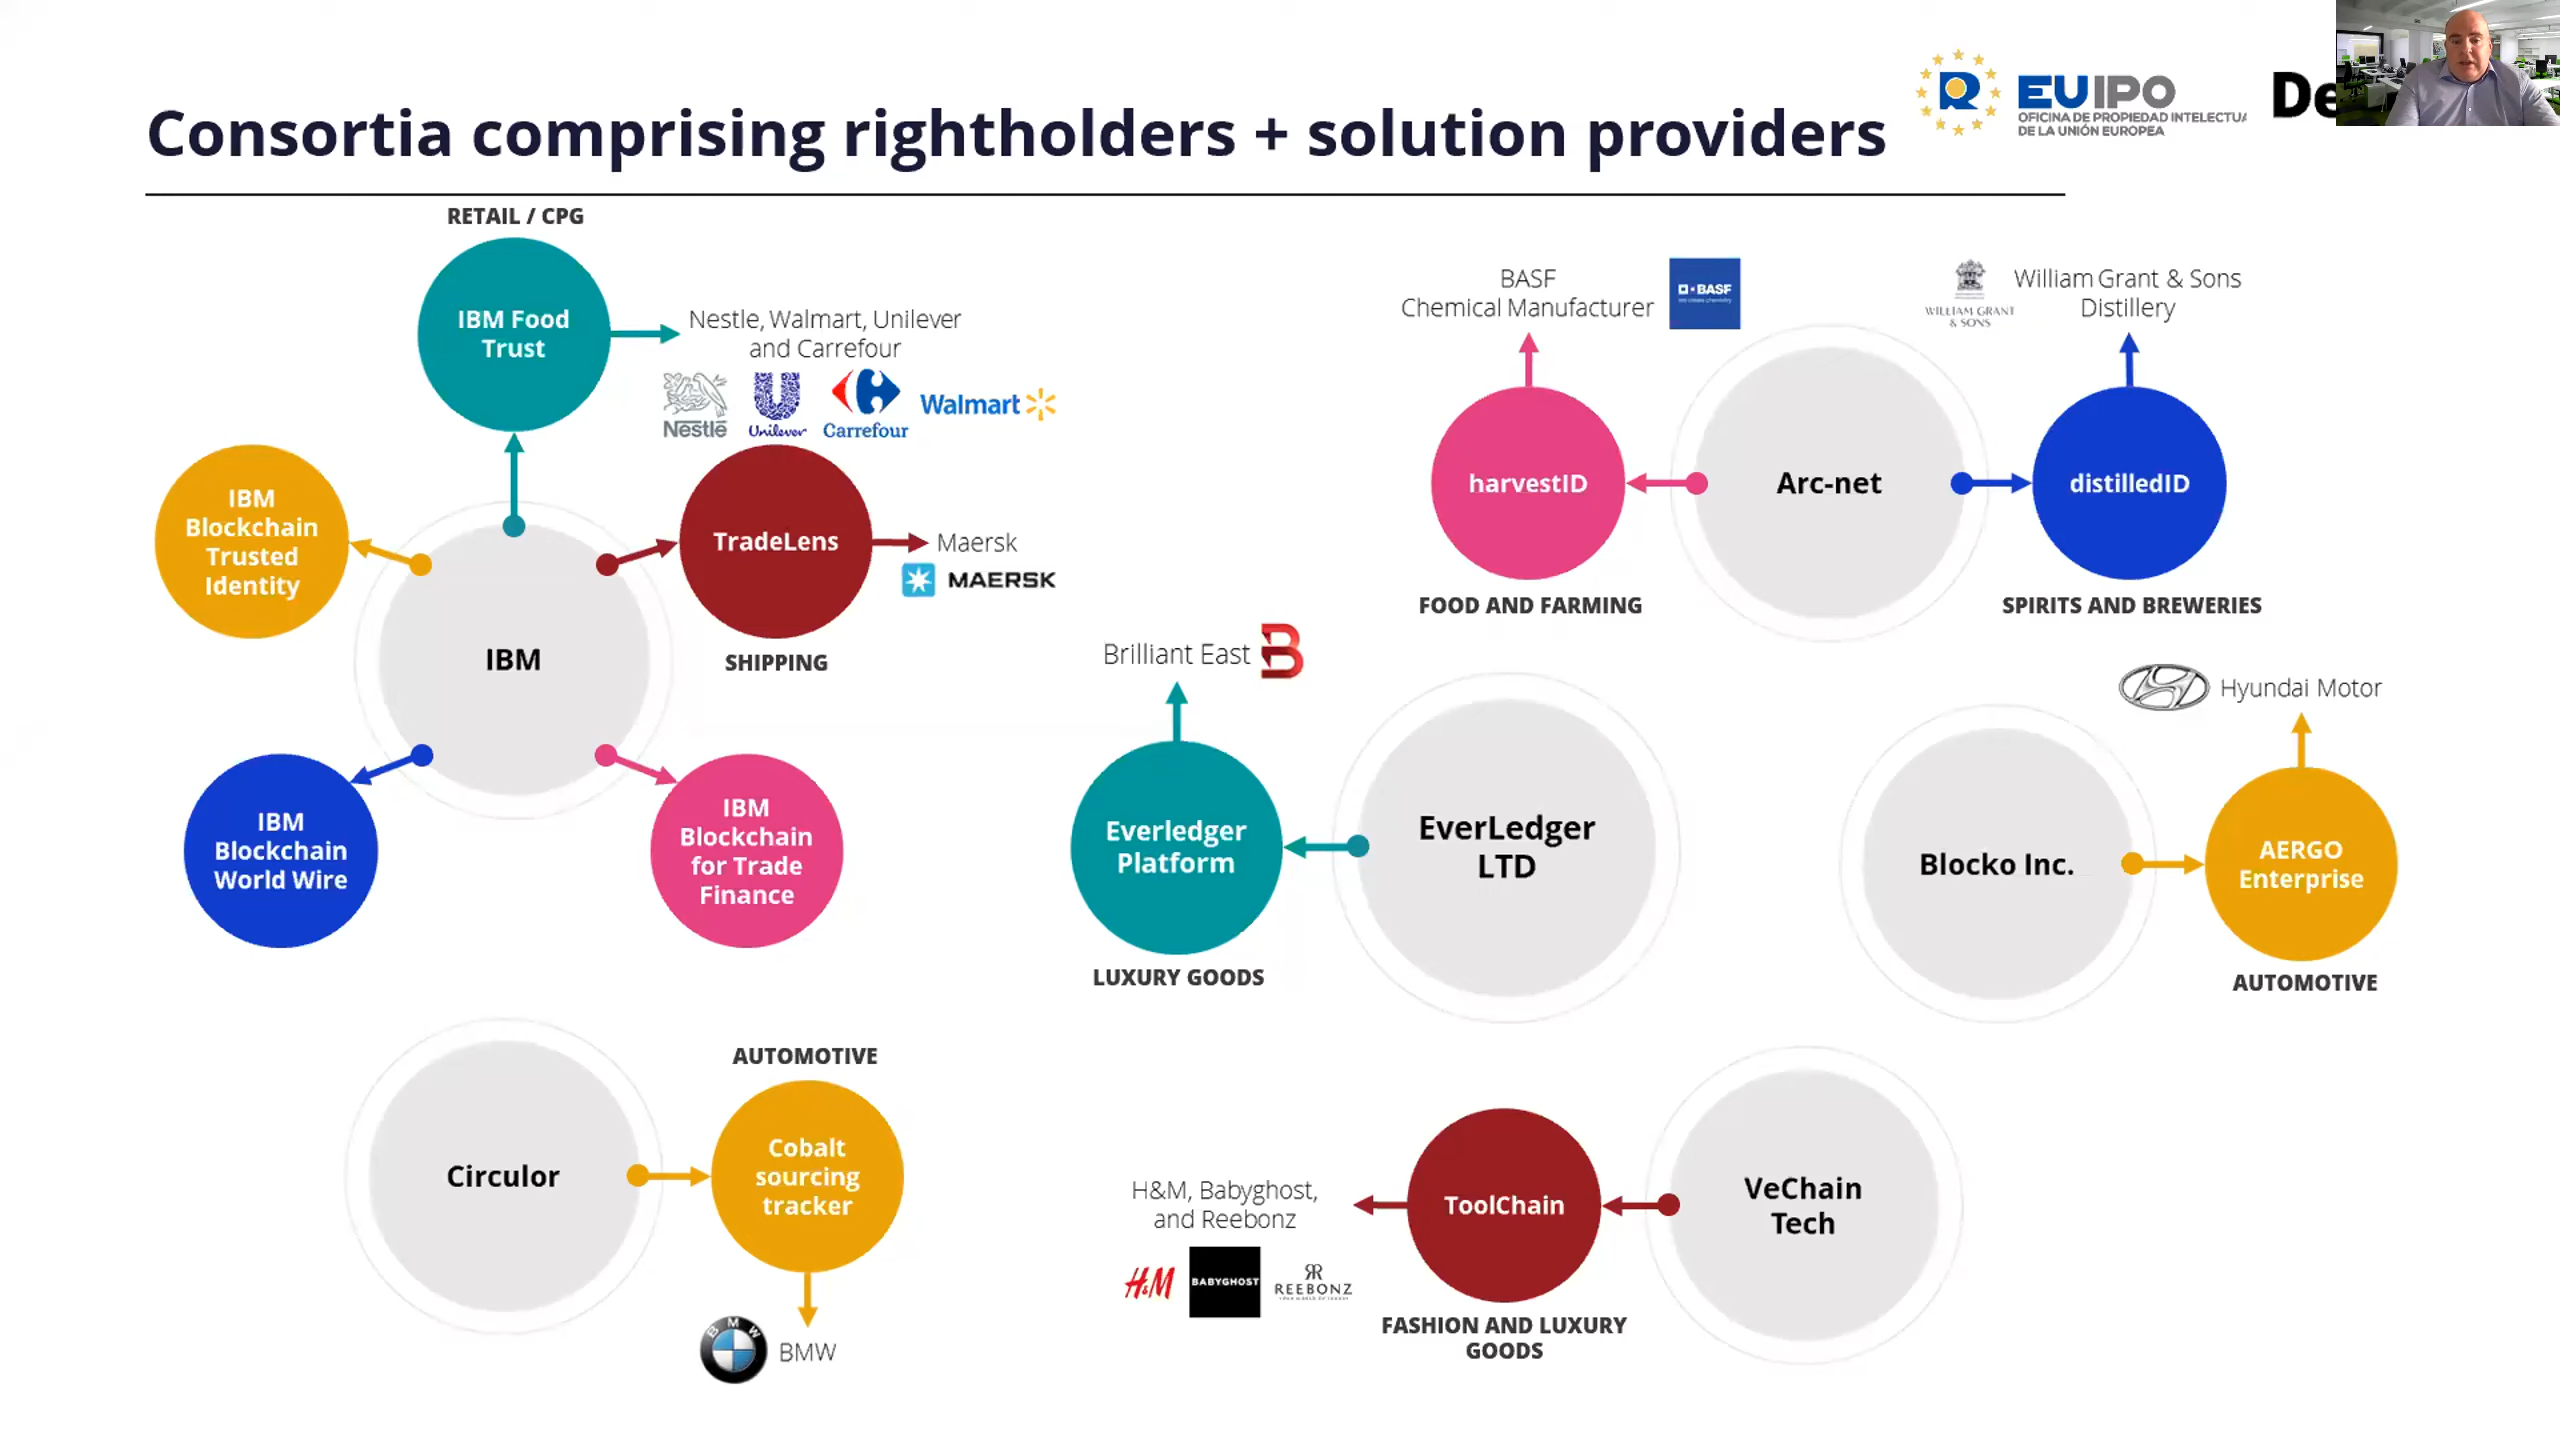 Consortia comprising rightholders + solution providers
EUIPO
OFICINA DE PROPIEDAD INTELECTUA
DE LA UNIÓN EUROPEA
De
RETAIL / CPG
IBM Food
Trust
Nestle, Walmart, Unilever
and Carrefour
Nestlē
Unilever
Carrefour
Walmart
IBM
Blockchain
Trusted
Identity
TradeLens
Maersk
MAERSK
SHIPPING
IBM
IBM
Blockchain
World Wire
IBM
Blockchain
for Trade
Finance
BASF
Chemical Manufacturer
BASF
WILLIAM GRANT
& SONS
William Grant & Sons
Distillery
harvestID
Arc-net
distilledID
FOOD AND FARMING
SPIRITS AND BREWERIES
Brilliant East
B
Everledger
Platform
EverLedger
LTD
LUXURY GOODS
Hyundai Motor
Blocko Inc.
AERGO
Enterprise
AUTOMOTIVE
Circulor
AUTOMOTIVE
Cobalt
sourcing
tracker
BMW
BMW
H&M, Babyghost,
and Reebonz
H&M
BABYGHOST
REEBONZ
ToolChain
VeChain
Tech
FASHION AND LUXURY
GOODS